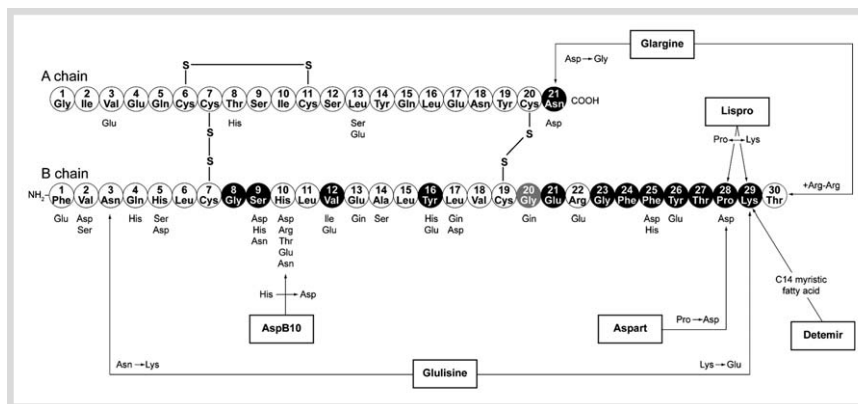 Glargine
Asp→Gly
A chain
S S
1 2 3 4 5 6 7 8 9 10 11 12 13 14 15 16 17 18 19 20 21
Gly Ile Val Glu Gln Cys Cys Thr Ser Ile Cys Ser Leu Tyr Gln Leu Glu Asn Tyr Cys Asn
COOH
Glu His Ser Asp
Glu
Lispro
S S
Pro Lys
S S
B chain
+Arg-Arg
NH2
1 2 3 4 5 6 7 8 9 10 11 12 13 14 15 16 17 18 19 20 21 22 23 24 25 26 27 28 29 30
Phe Val Asn Gln His Leu Cys Gly Ser His Leu Val Glu Ala Leu Tyr Leu Val Cys Gly Glu Arg Gly Phe Phe Tyr Thr Pro Lys Thr
Glu Asp His Ser Asp Asp Ile Gin Ser His Gin Gin Glu Asp Glu Asp
Ser Asp His Arg Glu Glu Asp His
Asn Thr
Glu
Asn
C14 myristic
fatty acid
His→Asp
AspB10
Aspart
Pro→Asp
Detemir
Asn→Lys
Glulisine
Lys→Glu